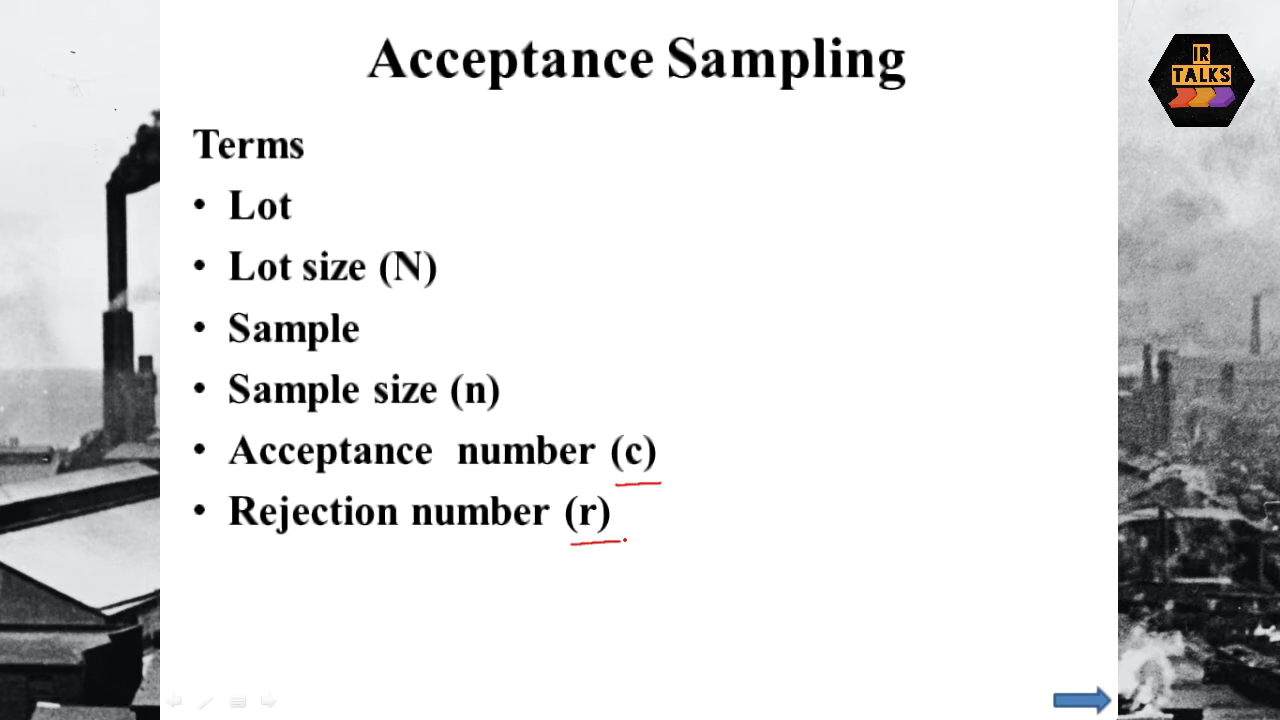 Acceptance Sampling
IR
TALKS
Terms
• Lot
• Lot size (N)
• Sample
• Sample size (n)
• Acceptance number (c)
• Rejection number (r)